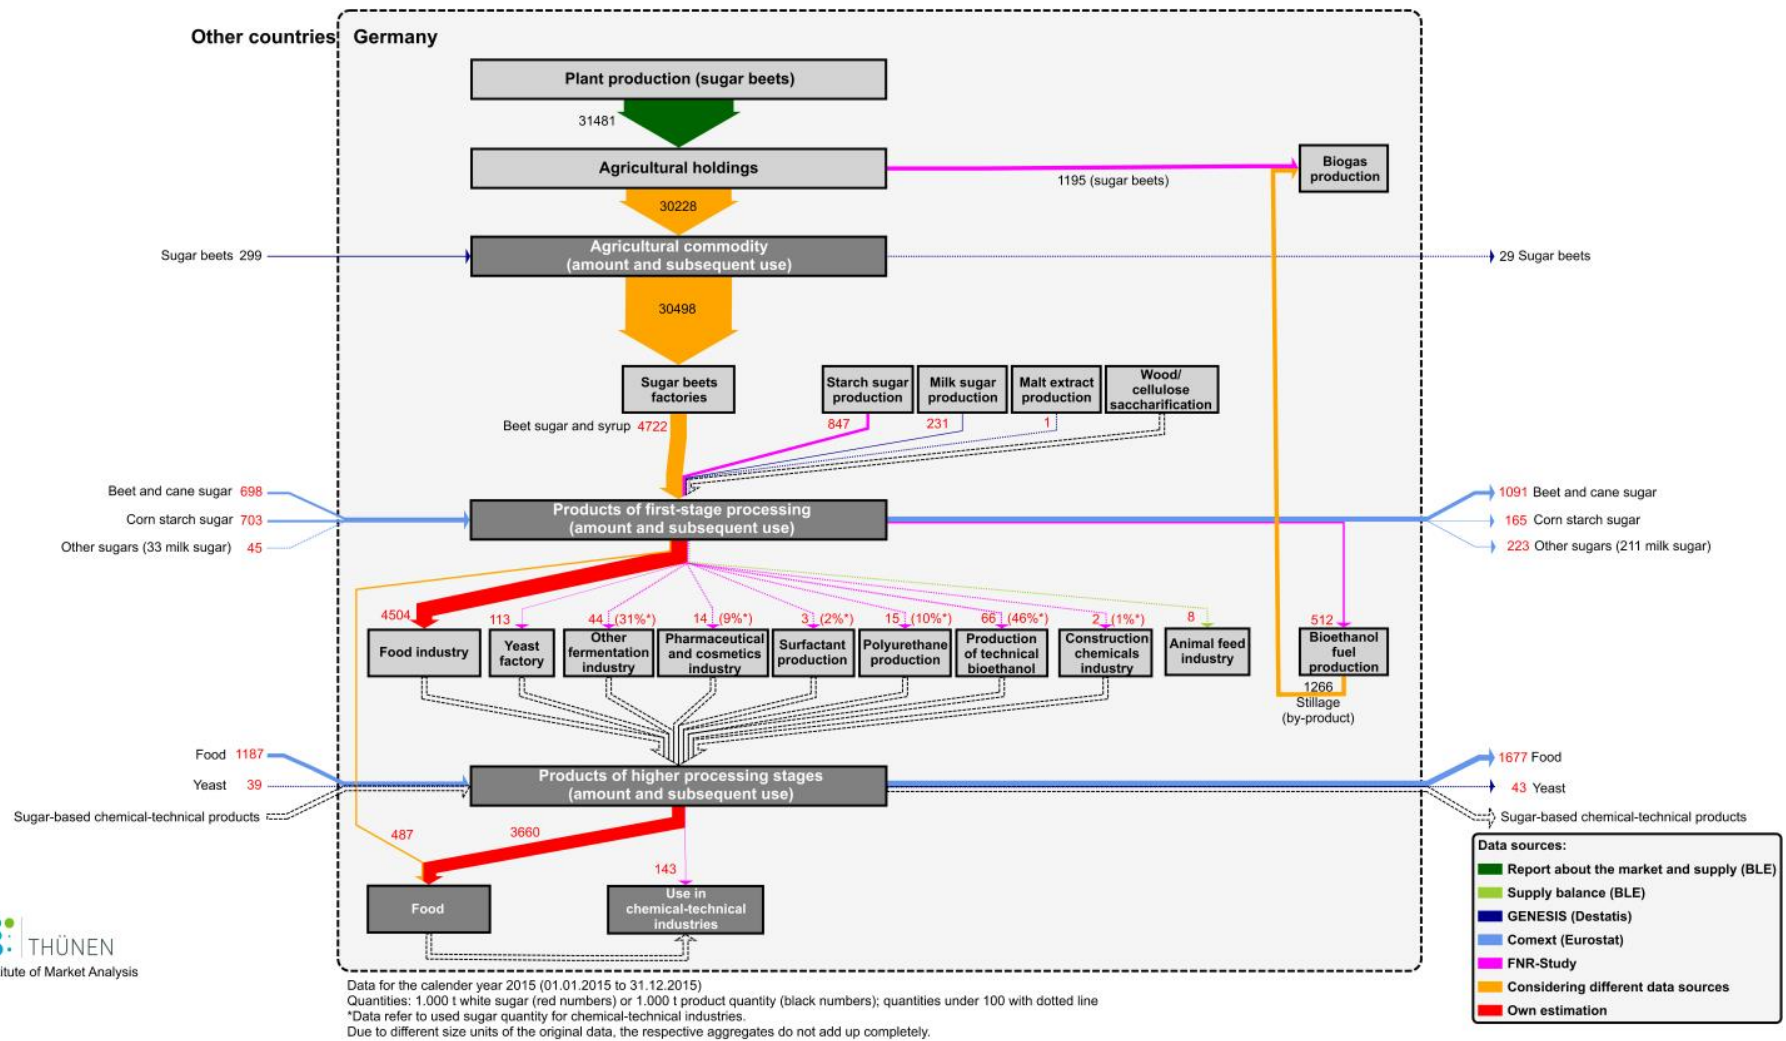 Other countries
Germany
Plant production (sugar beets)
31481
Agricultural holdings
1195 (sugar beets)
Biogas
production
30228
Sugar beets 299
Agricultural commodity
(amount and subsequent use)
29 Sugar beets
30498
Sugar beets
factories
Starch sugar
production
Milk sugar
production
Malt extract
production
Wood/
cellulose
saccharification
Beet sugar and syrup 4722
847
231
1
Beet and cane sugar 698
Corn starch sugar 703
Other sugars (33 milk sugar) 45
Products of first-stage processing
(amount and subsequent use)
1091 Beet and cane sugar
165 Corn starch sugar
223 Other sugars (211 milk sugar)
4504
113
44 (31%*)
14 (9%*)
3 (2%*)
15 (10%*)
66 (46%*)
2 (1%*)
8
512
Food industry
Yeast
factory
Other
fermentation
industry
Pharmaceutical
and cosmetics
industry
Surfactant
production
Polyurethane
production
Production
of technical
bioethanol
Construction
chemicals
industry
Animal feed
industry
Bioethanol
fuel
production
1266
Stillage
(by-product)
Food 1187
Yeast 39
Sugar-based chemical-technical products
Products of higher processing stages
(amount and subsequent use)
1677 Food
43 Yeast
Sugar-based chemical-technical products
487
3660
143
Food
Use in
chemical-technical
industries
Data sources:
Report about the market and supply (BLE)
Supply balance (BLE)
GENESIS (Destatis)
Comext (Eurostat)
FNR-Study
Considering different data sources
Own estimation
THÜNEN
itute of Market Analysis
Data for the calender year 2015 (01.01.2015 to 31.12.2015)
Quantities: 1.000 t white sugar (red numbers) or 1.000 t product quantity (black numbers); quantities under 100 with dotted line
*Data refer to used sugar quantity for chemical-technical industries.
Due to different size units of the original data, the respective aggregates do not add up completely.